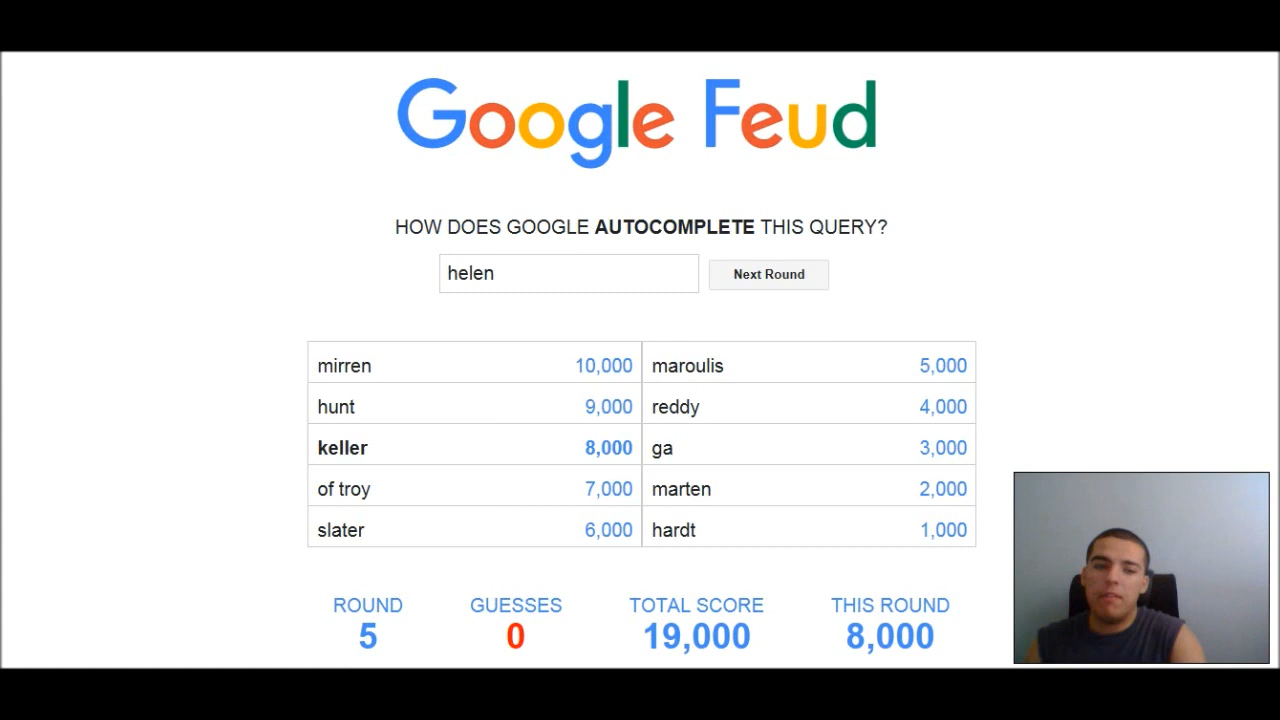 Google Feud
HOW DOES GOOGLE AUTOCOMPLETE THIS QUERY?
helen
Next Round
mirren 10,000 maroulis 5,000
hunt 9,000 reddy 4,000
keller 8,000 ga 3,000
of troy 7,000 marten 2,000
slater 6,000 hardt 1,000
ROUND GUESSES TOTAL SCORE THIS ROUND
5 0 19,000 8,000